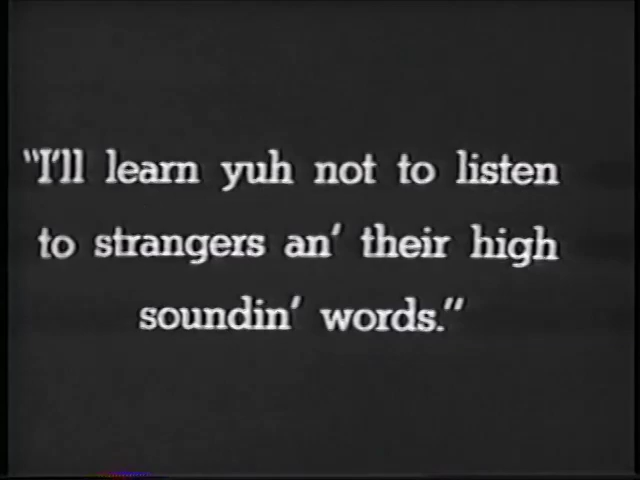 "I'll learn yuh not to listen
to strangers an' their high
soundin' words."